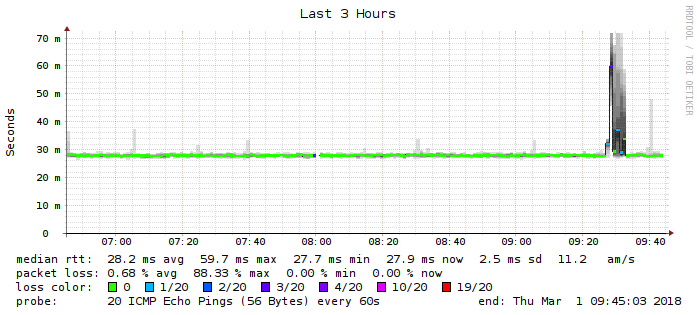 Last 3 Hours
RRDTOOL / TOBI OETIKER
Seconds
70 m
60 m
50 m
40 m
30 m
20 m
10 m
0
07:00 07:20 07:40 08:00 08:20 08:40 09:00 09:20 09:40
median rtt: 28.2 ms avg 59.7 ms max 27.7 ms min 27.9 ms now 2.5 ms sd 11.2 am/s
packet loss: 0.68 % avg 88.33 % max 0.00 % min 0.00 % now
loss color: 0 1/20 2/20 3/20 4/20 10/20 19/20
probe: 20 ICMP Echo Pings (56 Bytes) every 60s end: Thu Mar 1 09:45:03 2018